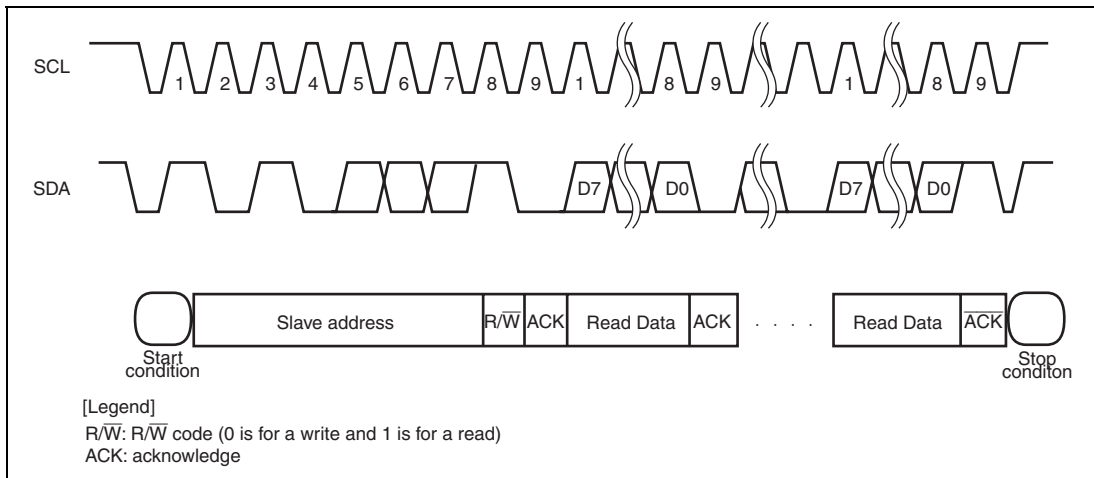 SCL
1 2 3 4 5 6 7 8 9 1 8 9 1 8 9
SDA
D7 D0 D7 D0
Slave address R/W̅ ACK Read Data ACK . . . . Read Data A̅C̅K̅
Start condition
Stop conditon
[Legend]
R/W̅: R/W̅ code (0 is for a write and 1 is for a read)
ACK: acknowledge